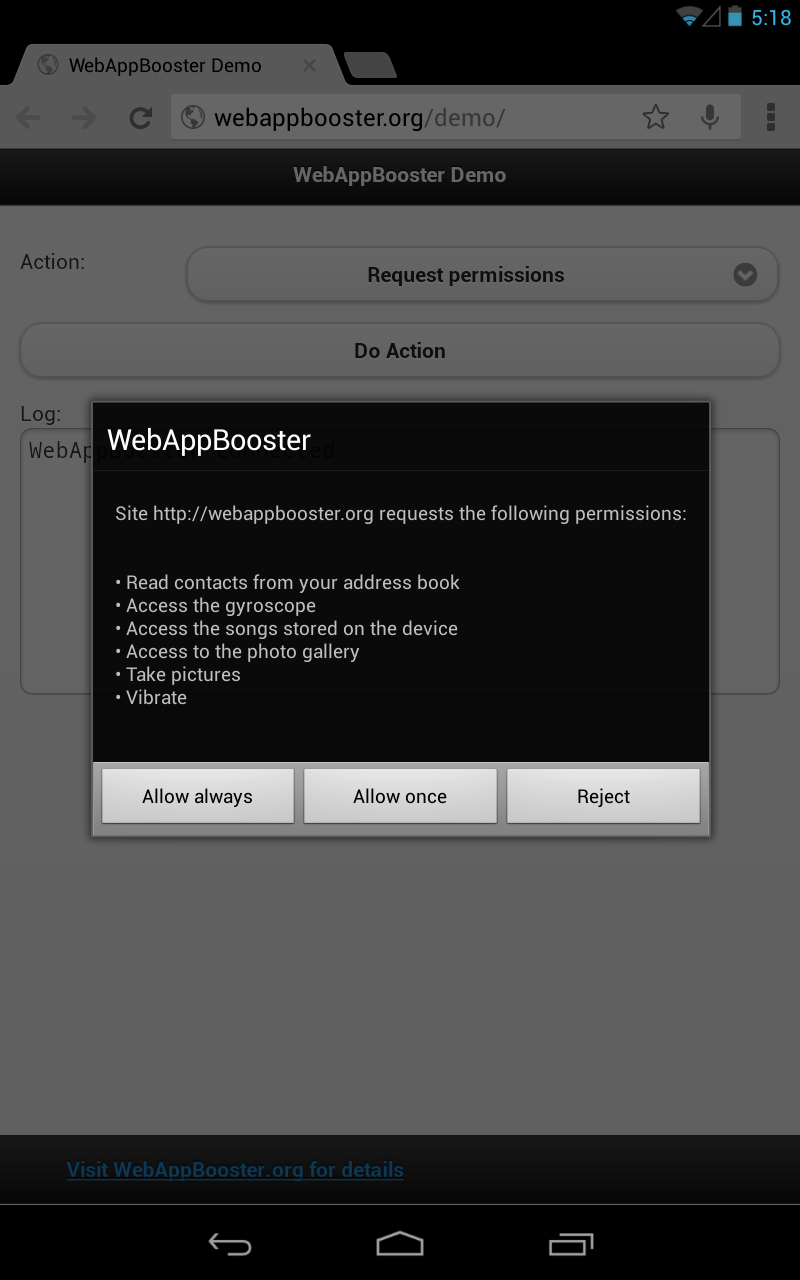 5:18
WebAppBooster Demo
webappbooster.org/demo/
WebAppBooster Demo
Action:
Request permissions
Do Action
Log:
WebAppBooster connected
WebAppBooster
Site http://webappbooster.org requests the following permissions:
• Read contacts from your address book
• Access the gyroscope
• Access the songs stored on the device
• Access to the photo gallery
• Take pictures
• Vibrate
Allow always
Allow once
Reject
Visit WebAppBooster.org for details